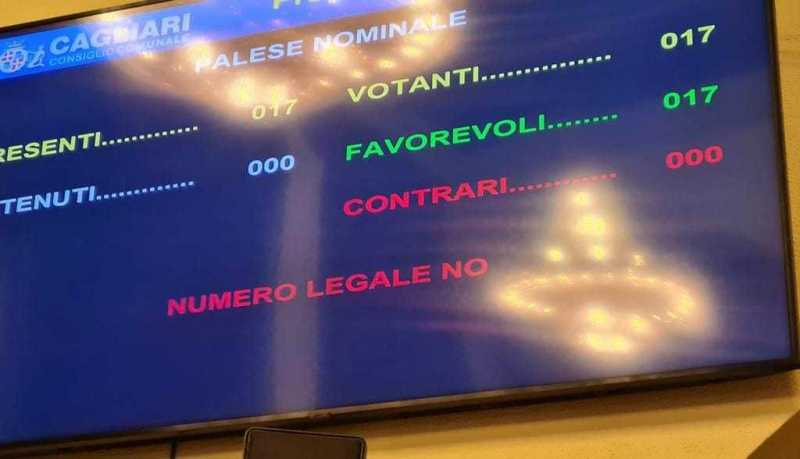 CAGLIARI
CONSIGLIO COMUNALE
PALESE NOMINALE
RESENTI............. 017
VOTANTI............... 017
TENUTI............. 000
FAVOREVOLI........ 017
CONTRARI............ 000
NUMERO LEGALE NO